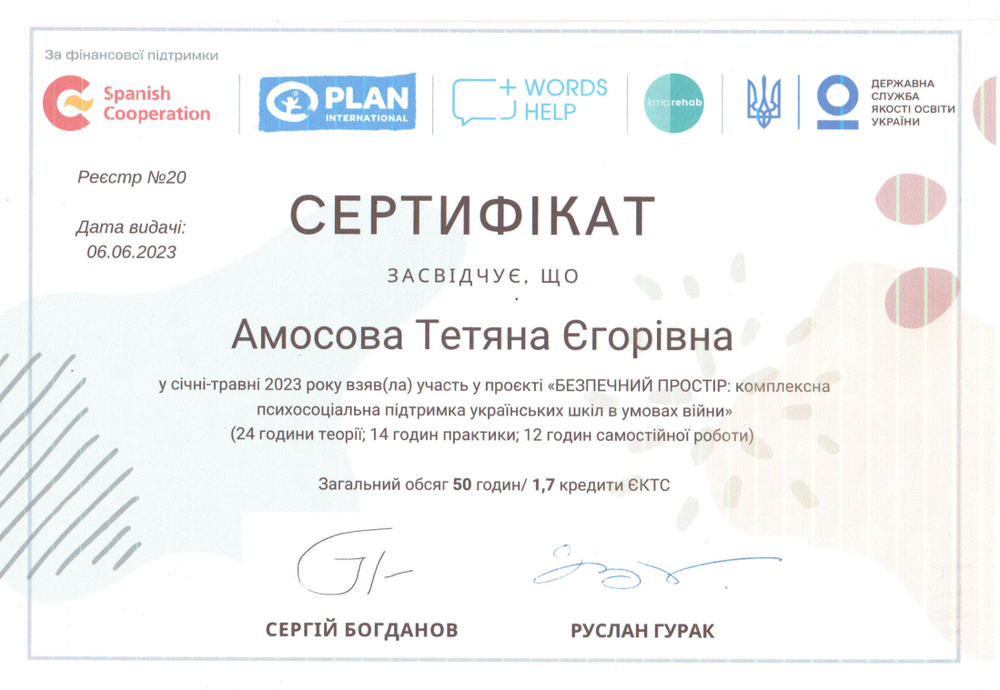 За фінансової підтримки
Spanish
Cooperation
PLAN
INTERNATIONAL
WORDS
HELP
kmarehab
ДЕРЖАВНА
СЛУЖБА
ЯКОСТІ ОСВІТИ
УКРАЇНИ
Реєстр №20
Дата видачі:
06.06.2023
СЕРТИФІКАТ
ЗАСВІДЧУЄ, ЩО
Амосова Тетяна Єгорівна
у січні-травні 2023 року взяв(ла) участь у проєкті «БЕЗПЕЧНИЙ ПРОСТІР: комплексна
психосоціальна підтримка українських шкіл в умовах війни»
(24 години теорії; 14 годин практики; 12 годин самостійної роботи)
Загальний обсяг 50 годин/ 1,7 кредити ЄКТС
СЕРГІЙ БОГДАНОВ
РУСЛАН ГУРАК